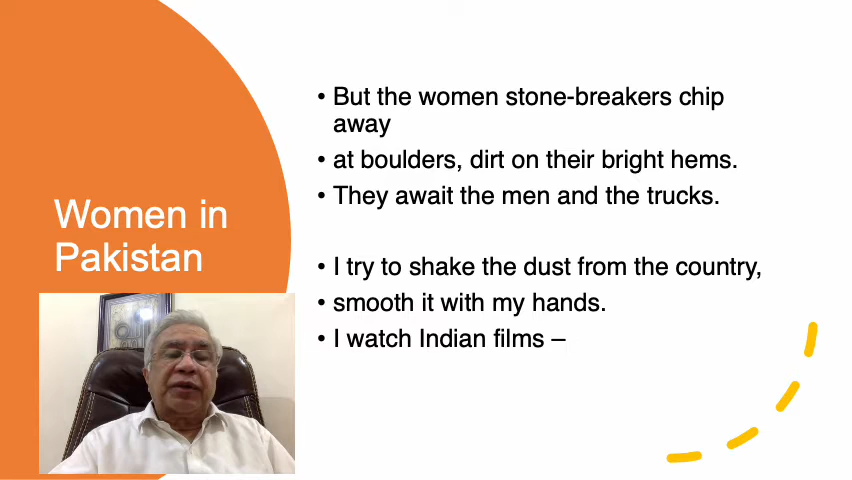 Women in
Pakistan
• But the women stone-breakers chip
away
• at boulders, dirt on their bright hems.
• They await the men and the trucks.
• I try to shake the dust from the country,
• smooth it with my hands.
• I watch Indian films –